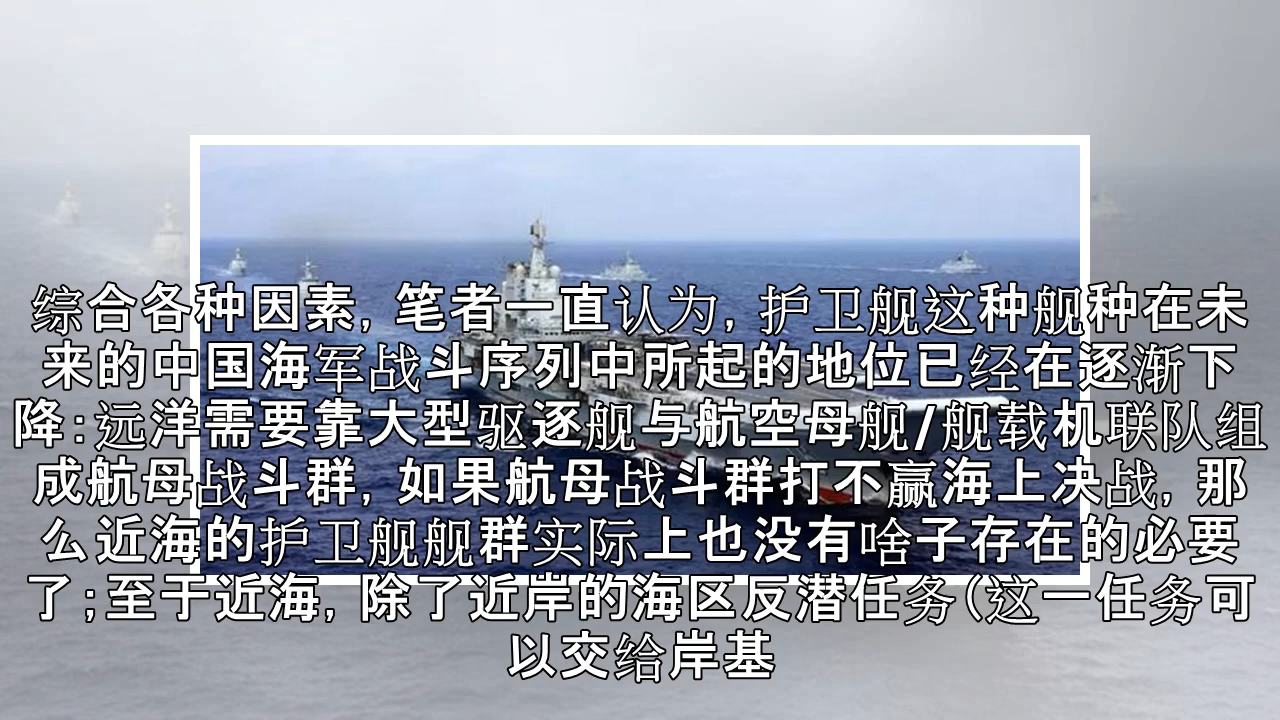 综合各种因素,笔者一直认为,护卫舰这种舰种在未
来的中国海军战斗序列中所起的地位已经在逐渐下
降:远洋需要靠大型驱逐舰与航空母舰/舰载机联队组
成航母战斗群,如果航母战斗群打不赢海上决战,那
么近海的护卫舰舰群实际上也没有啥子存在的必要
了;至于近海,除了近岸的海区反潜任务(这一任务可
以交给岸基